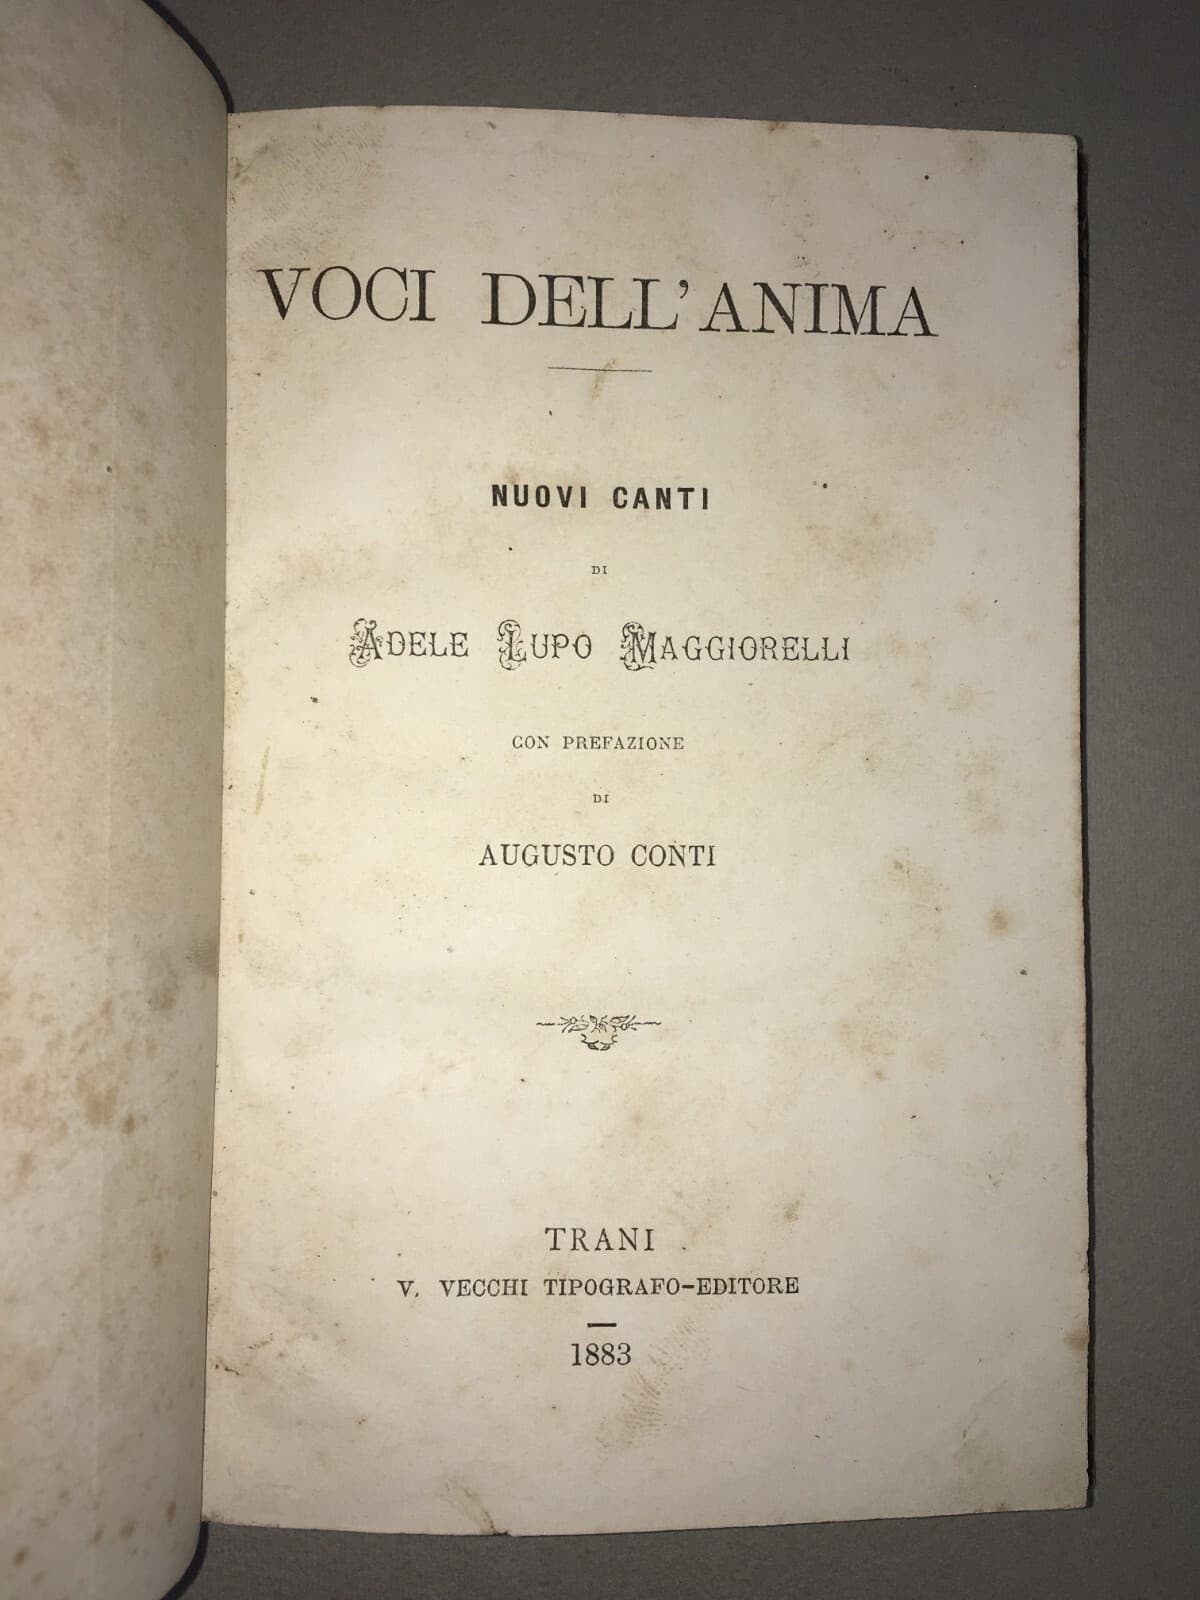 VOCI DELL'ANIMA
NUOVI CANTI
DI
ADELE LUPO MAGGIORELLI
CON PREFAZIONE
DI
AUGUSTO CONTI
TRANI
V. VECCHI TIPOGRAFO-EDITORE
1883